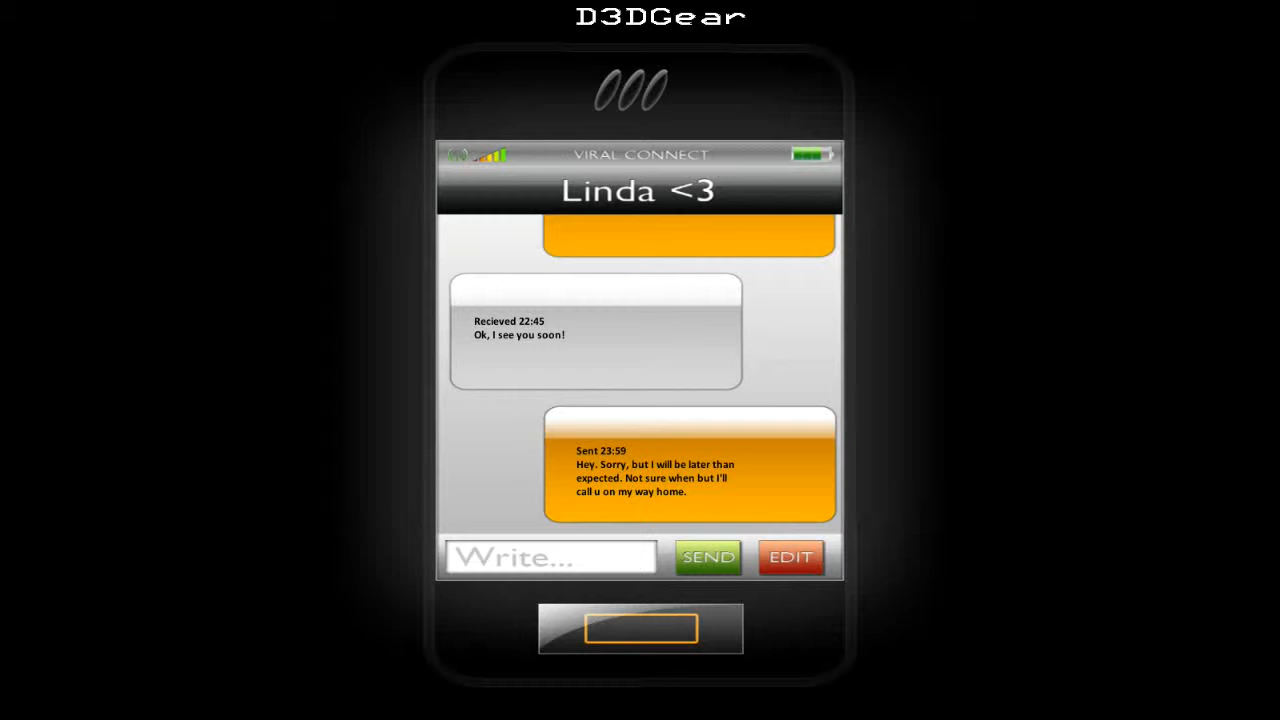 D3DGear
VIRAL CONNECT
Linda <3
Recieved 22:45
Ok, I see you soon!
Sent 23:59
Hey. Sorry, but I will be later than
expected. Not sure when but I'll
call u on my way home.
Write...
SEND
EDIT